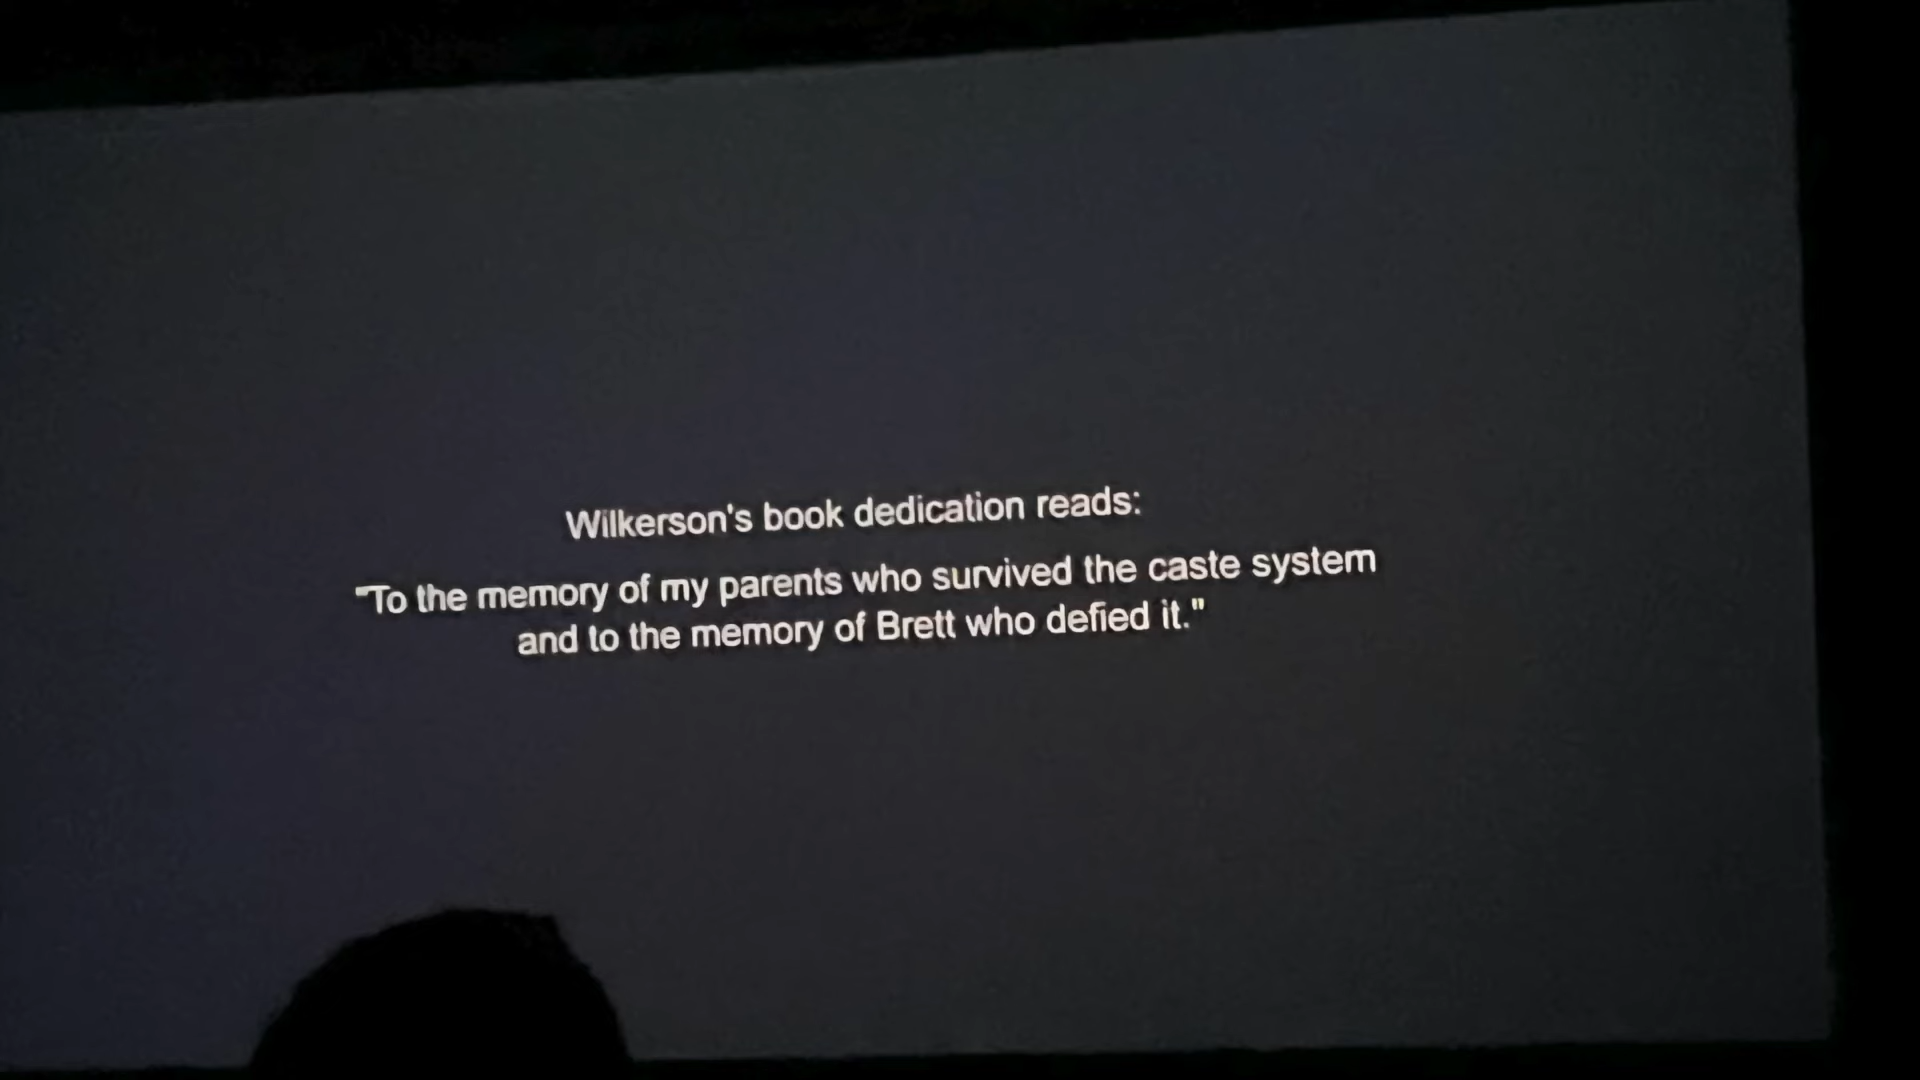 Wilkerson's book dedication reads:
"To the memory of my parents who survived the caste system
and to the memory of Brett who defied it."